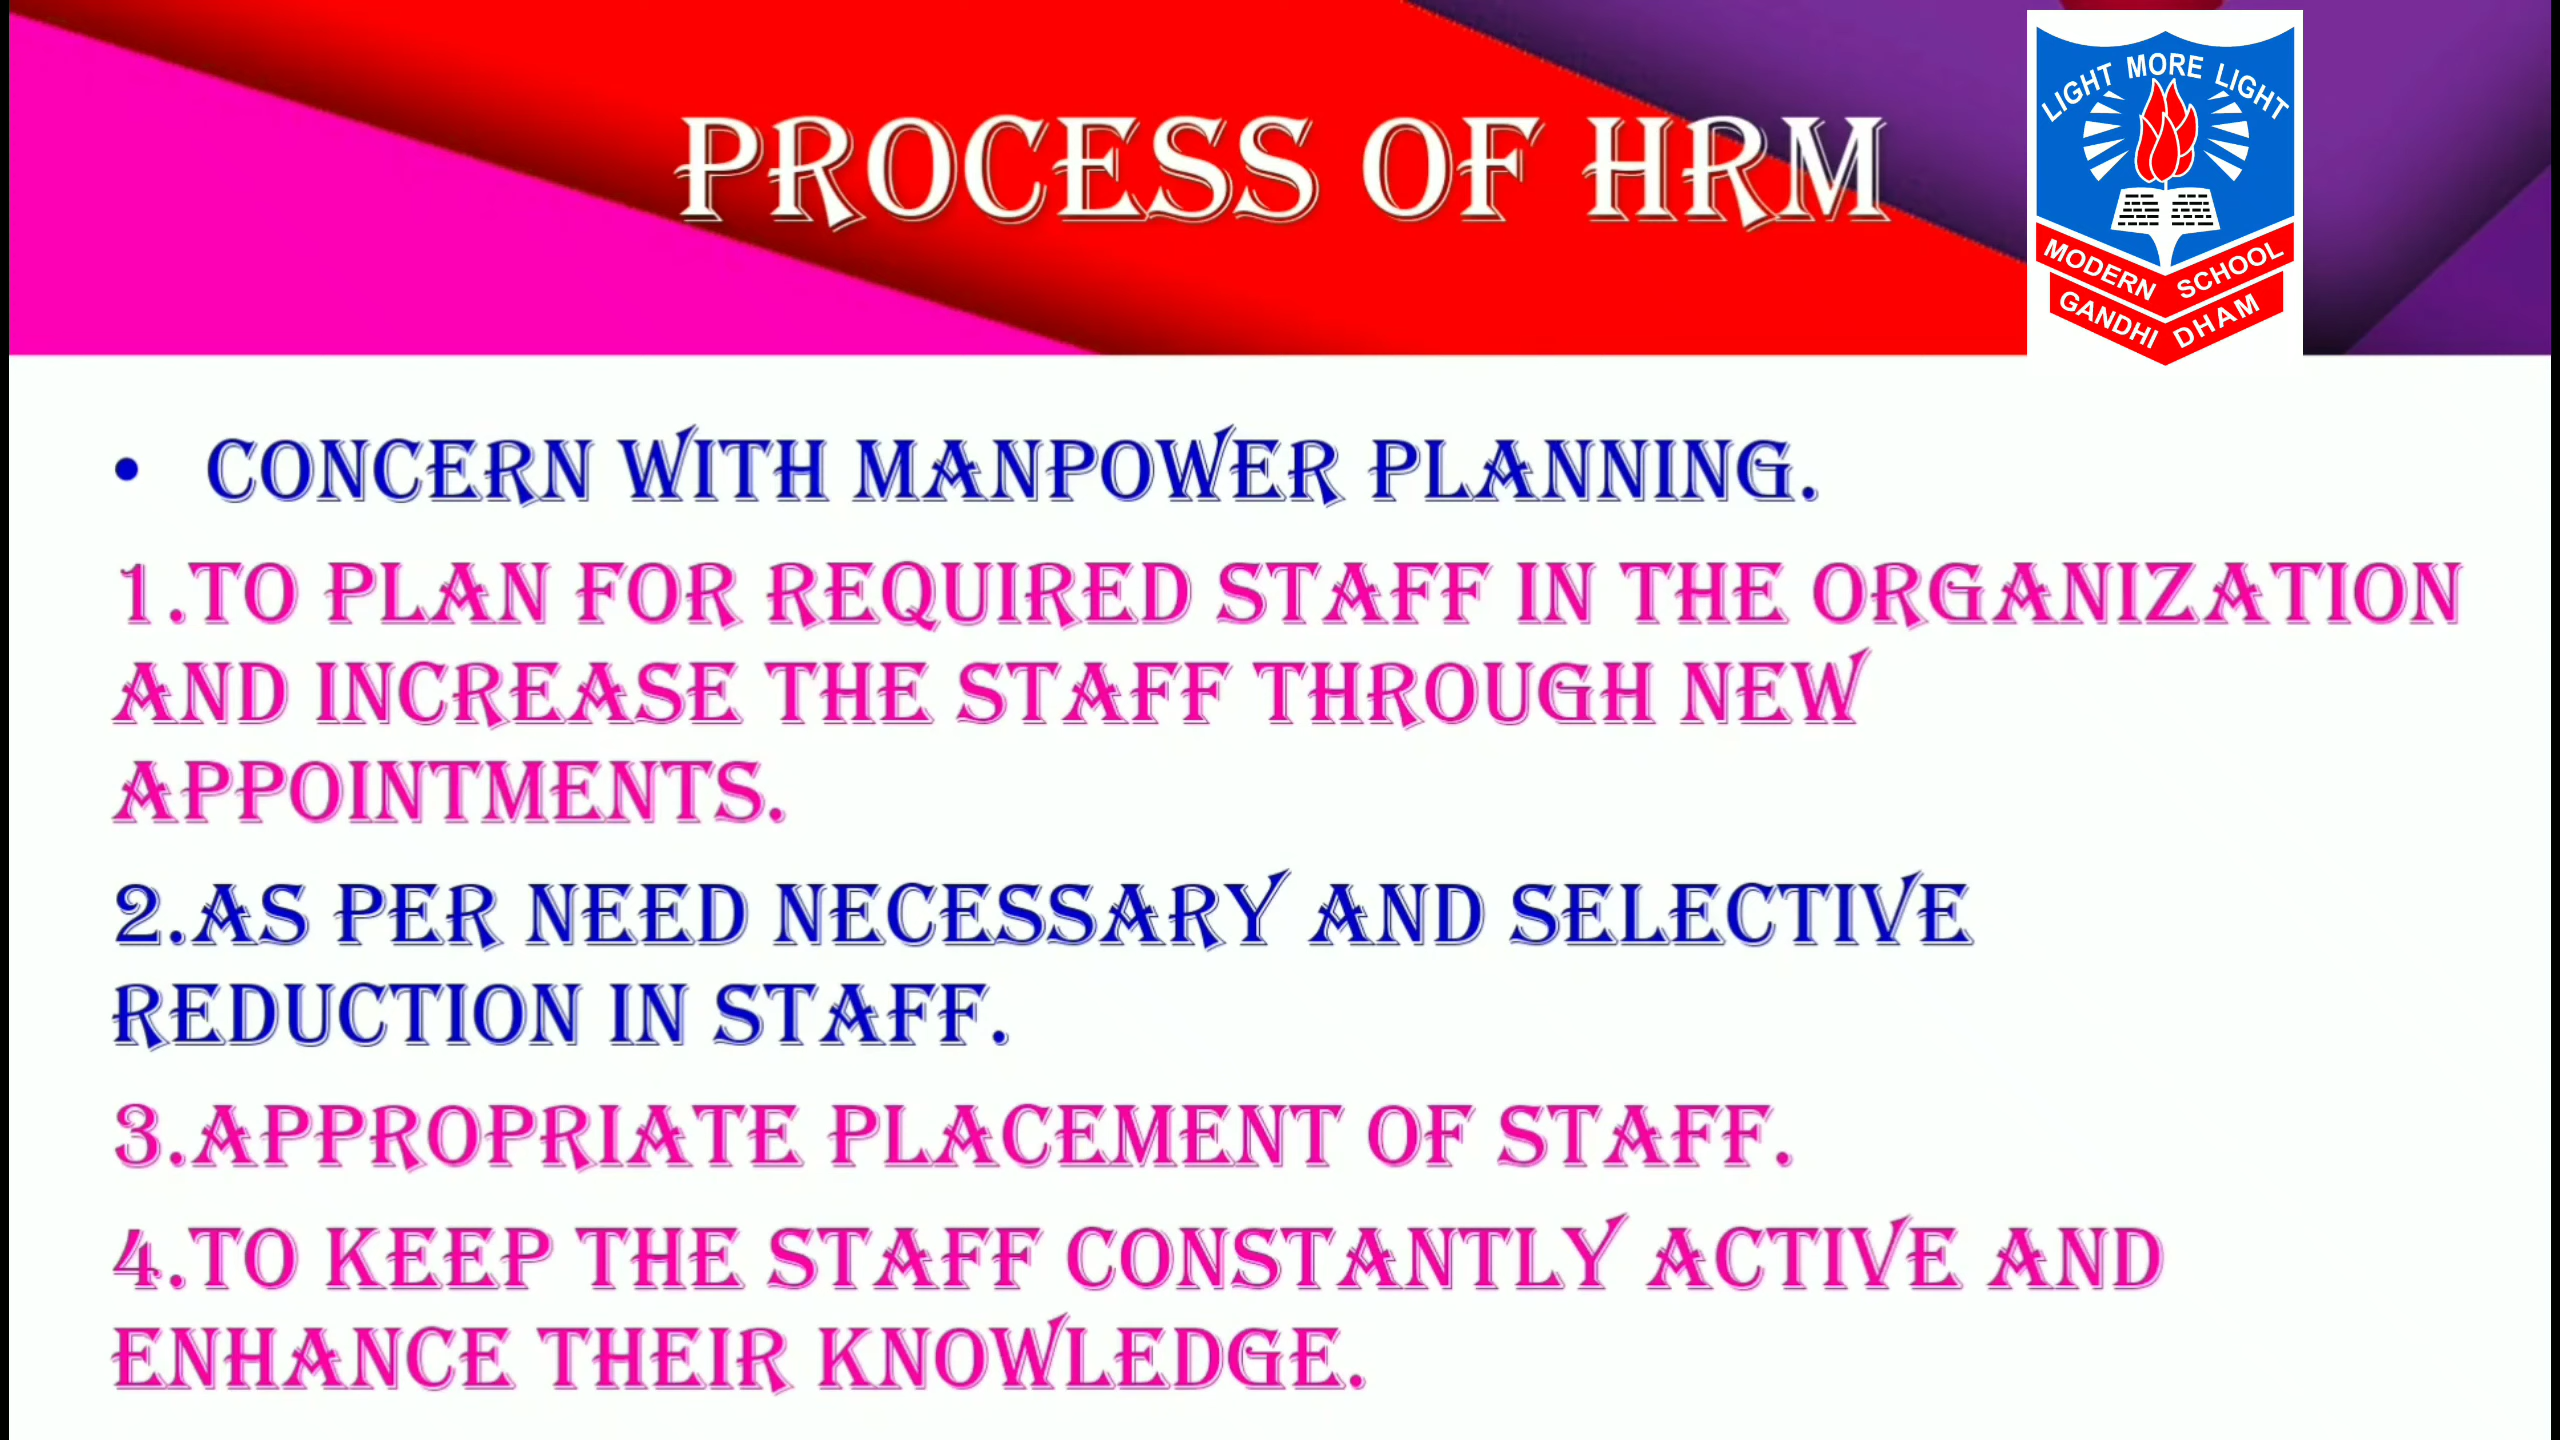 PROCESS OF HRM
LIGHT MORE LIGHT
MODERN SCHOOL
GANDHI DHAM
• CONCERN WITH MANPOWER PLANNING.
1.TO PLAN FOR REQUIRED STAFF IN THE ORGANIZATION
AND INCREASE THE STAFF THROUGH NEW
APPOINTMENTS.
2.AS PER NEED NECESSARY AND SELECTIVE
REDUCTION IN STAFF.
3.APPROPRIATE PLACEMENT OF STAFF.
4.TO KEEP THE STAFF CONSTANTLY ACTIVE AND
ENHANCE THEIR KNOWLEDGE.